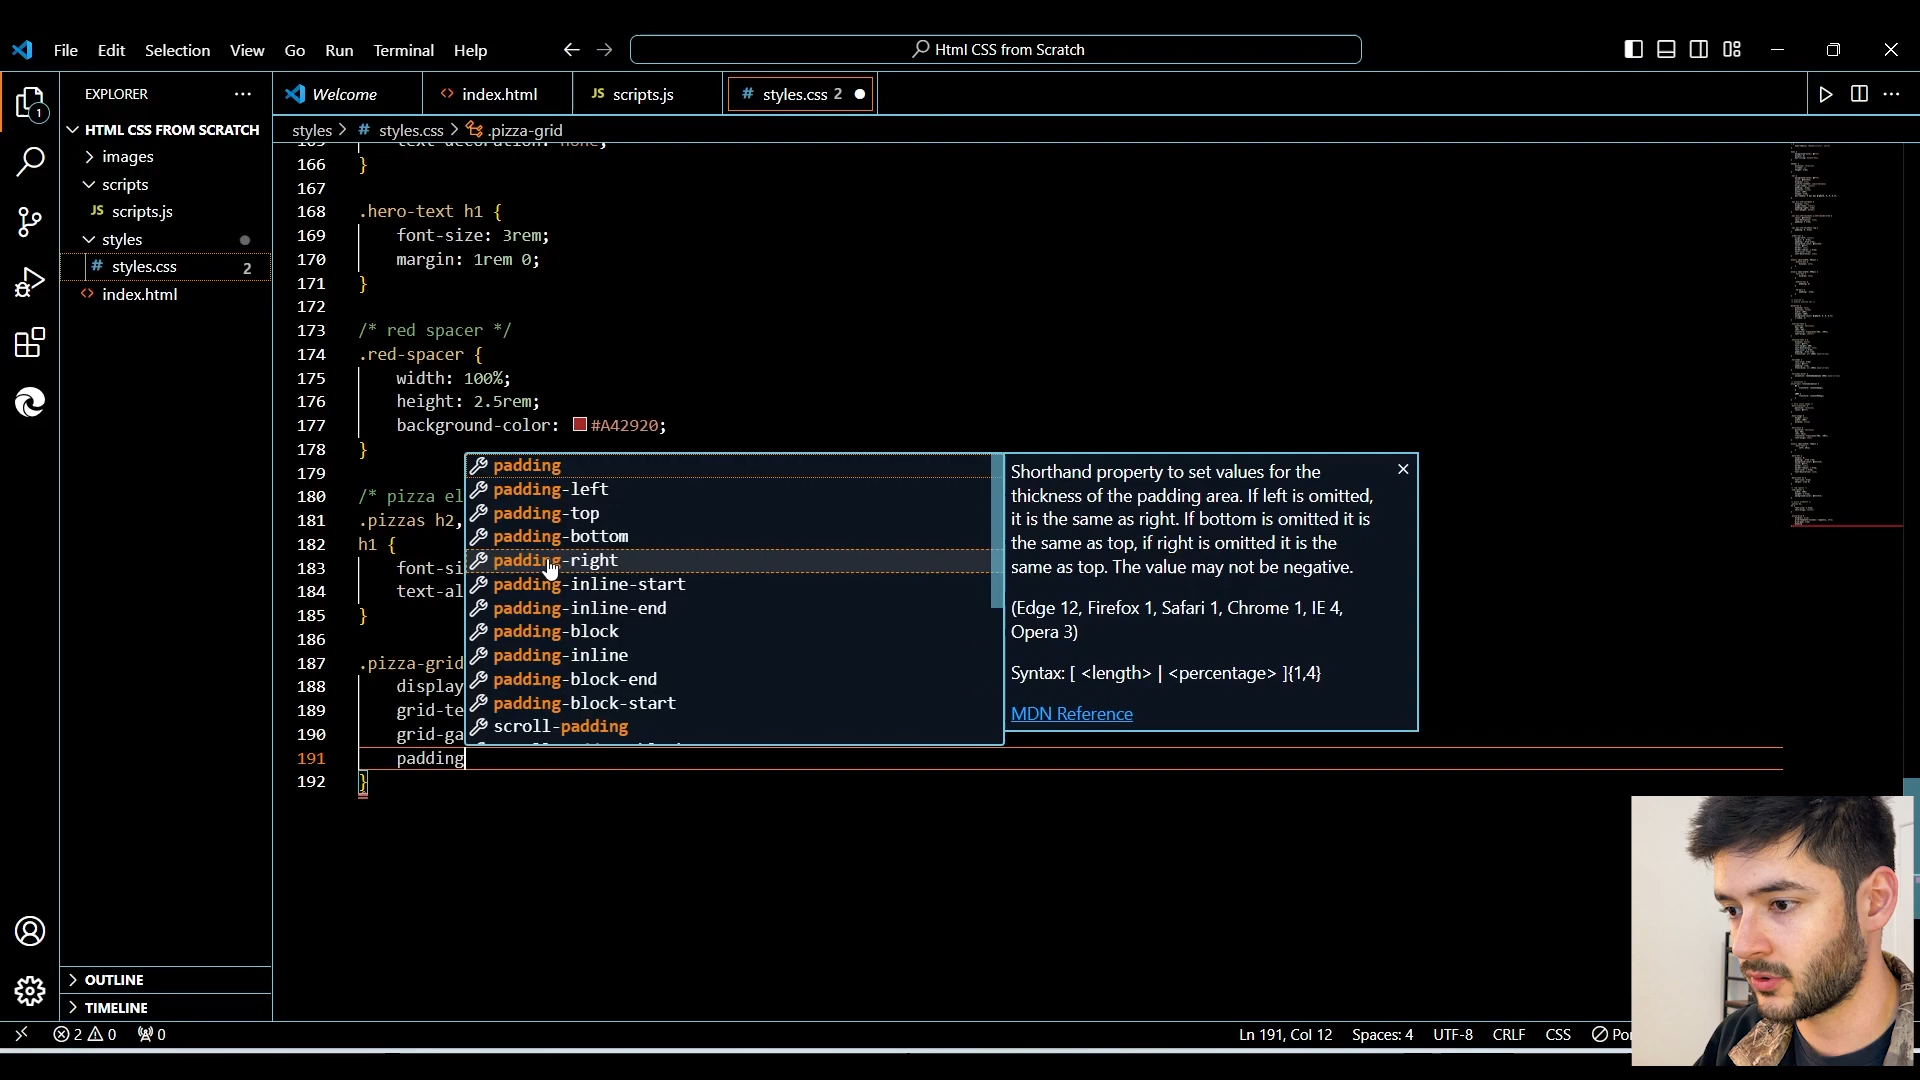 File Edit Selection View Go Run Terminal Help
Html CSS from Scratch
EXPLORER
Welcome
index.html
scripts.js
styles.css 2
HTML CSS FROM SCRATCH
images
scripts
JS scripts.js
styles
# styles.css 2
index.html
styles > # styles.css > .pizza-grid
166 }
167
168 .hero-text h1 {
169 font-size: 3rem;
170 margin: 1rem 0;
171 }
172
173 /* red spacer */
174 .red-spacer {
175 width: 100%;
176 height: 2.5rem;
177 background-color: #A42920;
178 }
179
180 /* pizza el
181 .pizzas h2,
182 h1 {
183 font-si
184 text-al
185 }
186
187 .pizza-grid
188 display
189 grid-te
190 grid-ga
191 padding
192 }
padding
padding-left
padding-top
padding-bottom
padding-right
padding-inline-start
padding-inline-end
padding-block
padding-inline
padding-block-end
padding-block-start
scroll-padding
Shorthand property to set values for the
thickness of the padding area. If left is omitted,
it is the same as right. If bottom is omitted it is
the same as top, if right is omitted it is the
same as top. The value may not be negative.
(Edge 12, Firefox 1, Safari 1, Chrome 1, IE 4,
Opera 3)
Syntax: [ <length> | <percentage> ]{1,4}
MDN Reference
OUTLINE
TIMELINE
2 0 0
Ln 191, Col 12 Spaces: 4 UTF-8 CRLF CSS